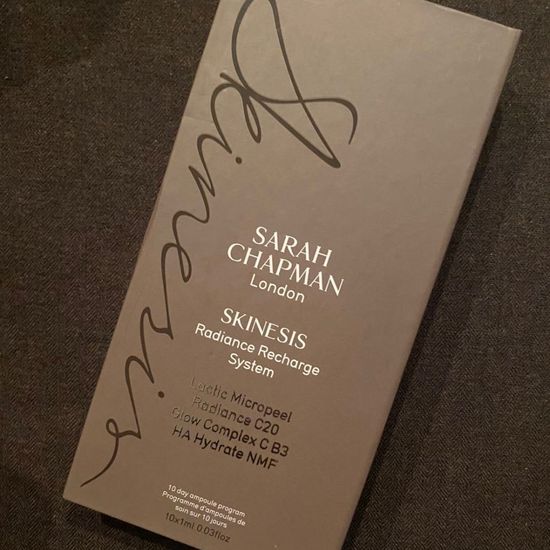 Skinesis
SARAH
CHAPMAN
London
SKINESIS
Radiance Recharge
System
Lactic Micropeel
Radiance C20
Glow Complex C B3
HA Hydrate NMF
10 day ampoule program
Programme d'ampoules de
soin sur 10 jours
10x1ml 0.03floz